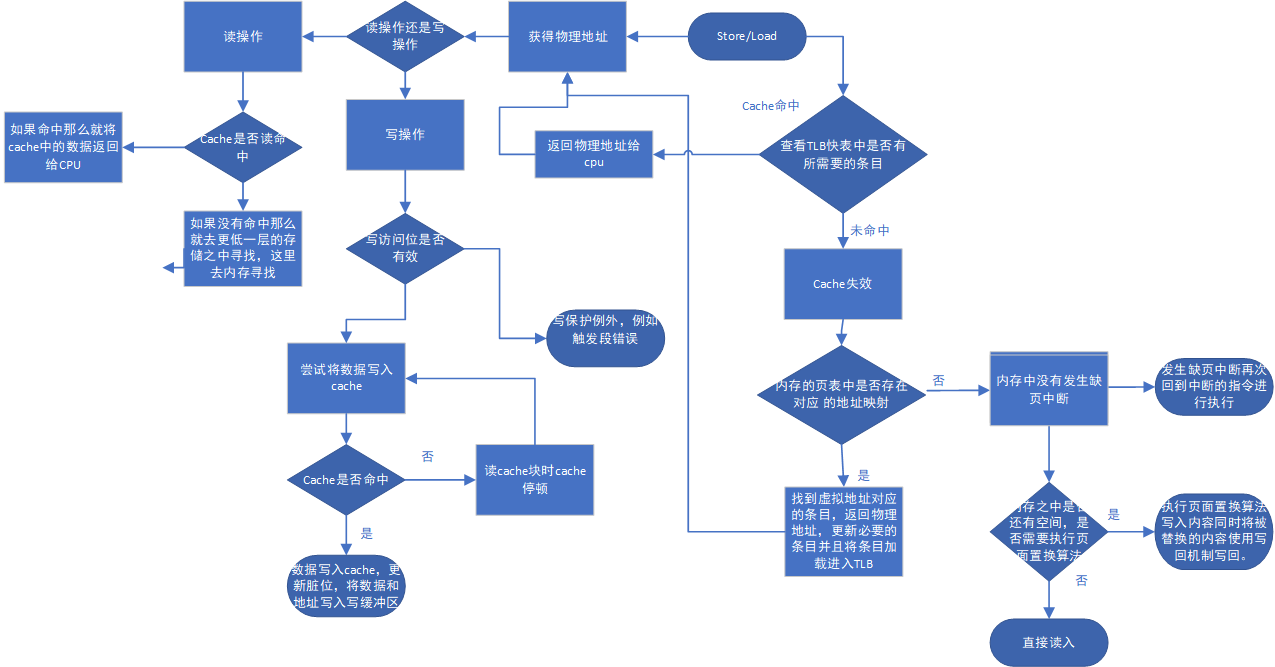 读操作
读操作还是写
操作
获得物理地址
Store/Load
Cache命中
如果命中那么就将
cache中的数据返回
给CPU
Cache是否读命
中
写操作
返回物理地址给
cpu
查看TLB快表中是否有
所需要的条目
如果没有命中那么
就去更低一层的存
储之中寻找，这里
去内存寻找
写访问位是否
有效
未命中
Cache失效
写保护例外，例如
触发段错误
尝试将数据写入
cache
内存的页表中是否存在
对应 的地址映射
否
内存中没有发生缺
页中断
发生缺页中断再次
回到中断的指令进
行执行
Cache是否命中
否
读cache块时cache
停顿
是
是
找到虚拟地址对应
的条目，返回物理
地址，更新必要的
条目并且将条目加
载进入TLB
内存之中是否
还有空间，是
否需要执行页
面置换算法
是
执行页面置换算法
写入内容同时将被
替换的内容使用写
回机制写回。
否
数据写入cache，更
新脏位，将数据和
地址写入写缓冲区
直接读入